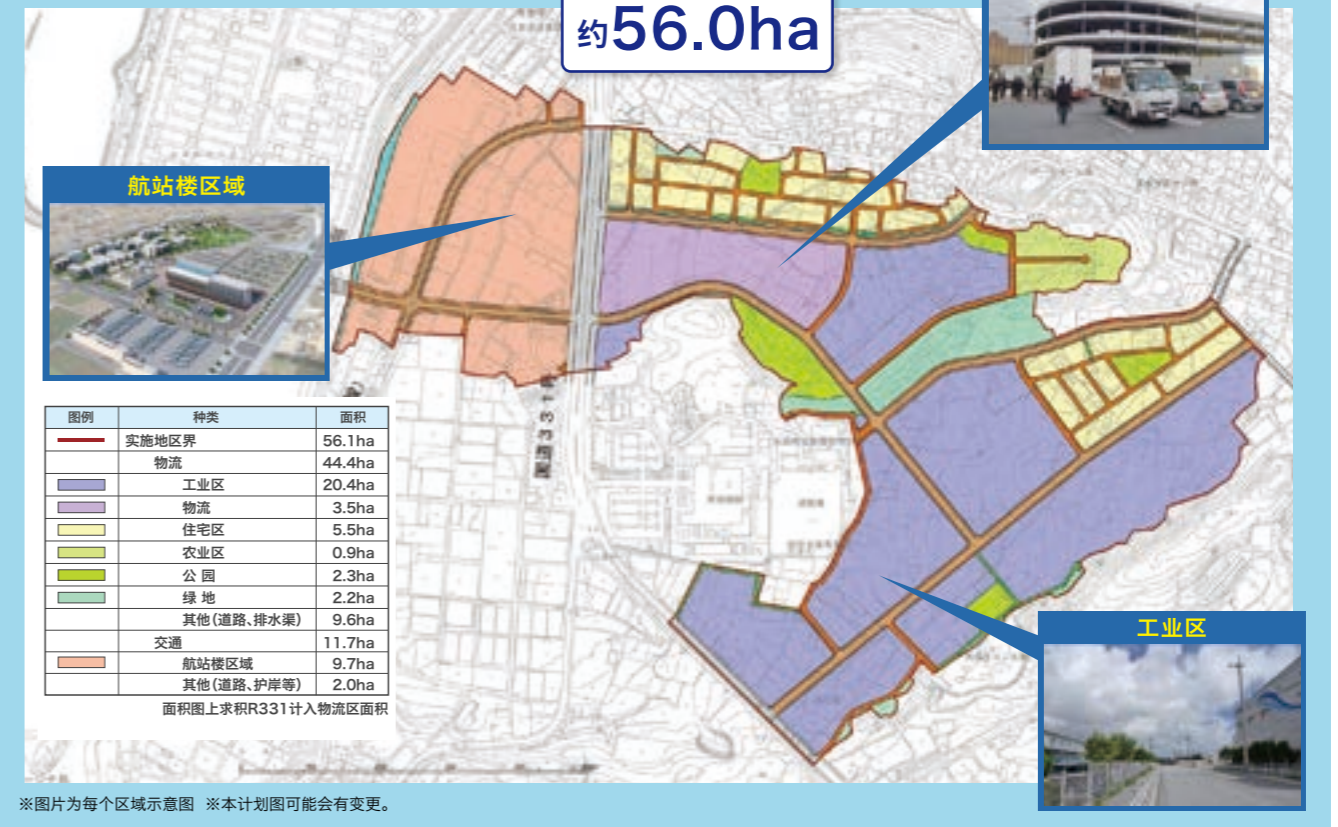 约56.0ha
航站楼区域
图例 种类 面积
实施地区界 56.1ha
物流 44.4ha
工业区 20.4ha
物流 3.5ha
住宅区 5.5ha
农业区 0.9ha
公 园 2.3ha
绿 地 2.2ha
其他(道路、排水渠) 9.6ha
交通 11.7ha
航站楼区域 9.7ha
其他(道路、护岸等) 2.0ha
面积图上求积R331计入物流区面积
工业区
※图片为每个区域示意图 ※本计划图可能会有变更。